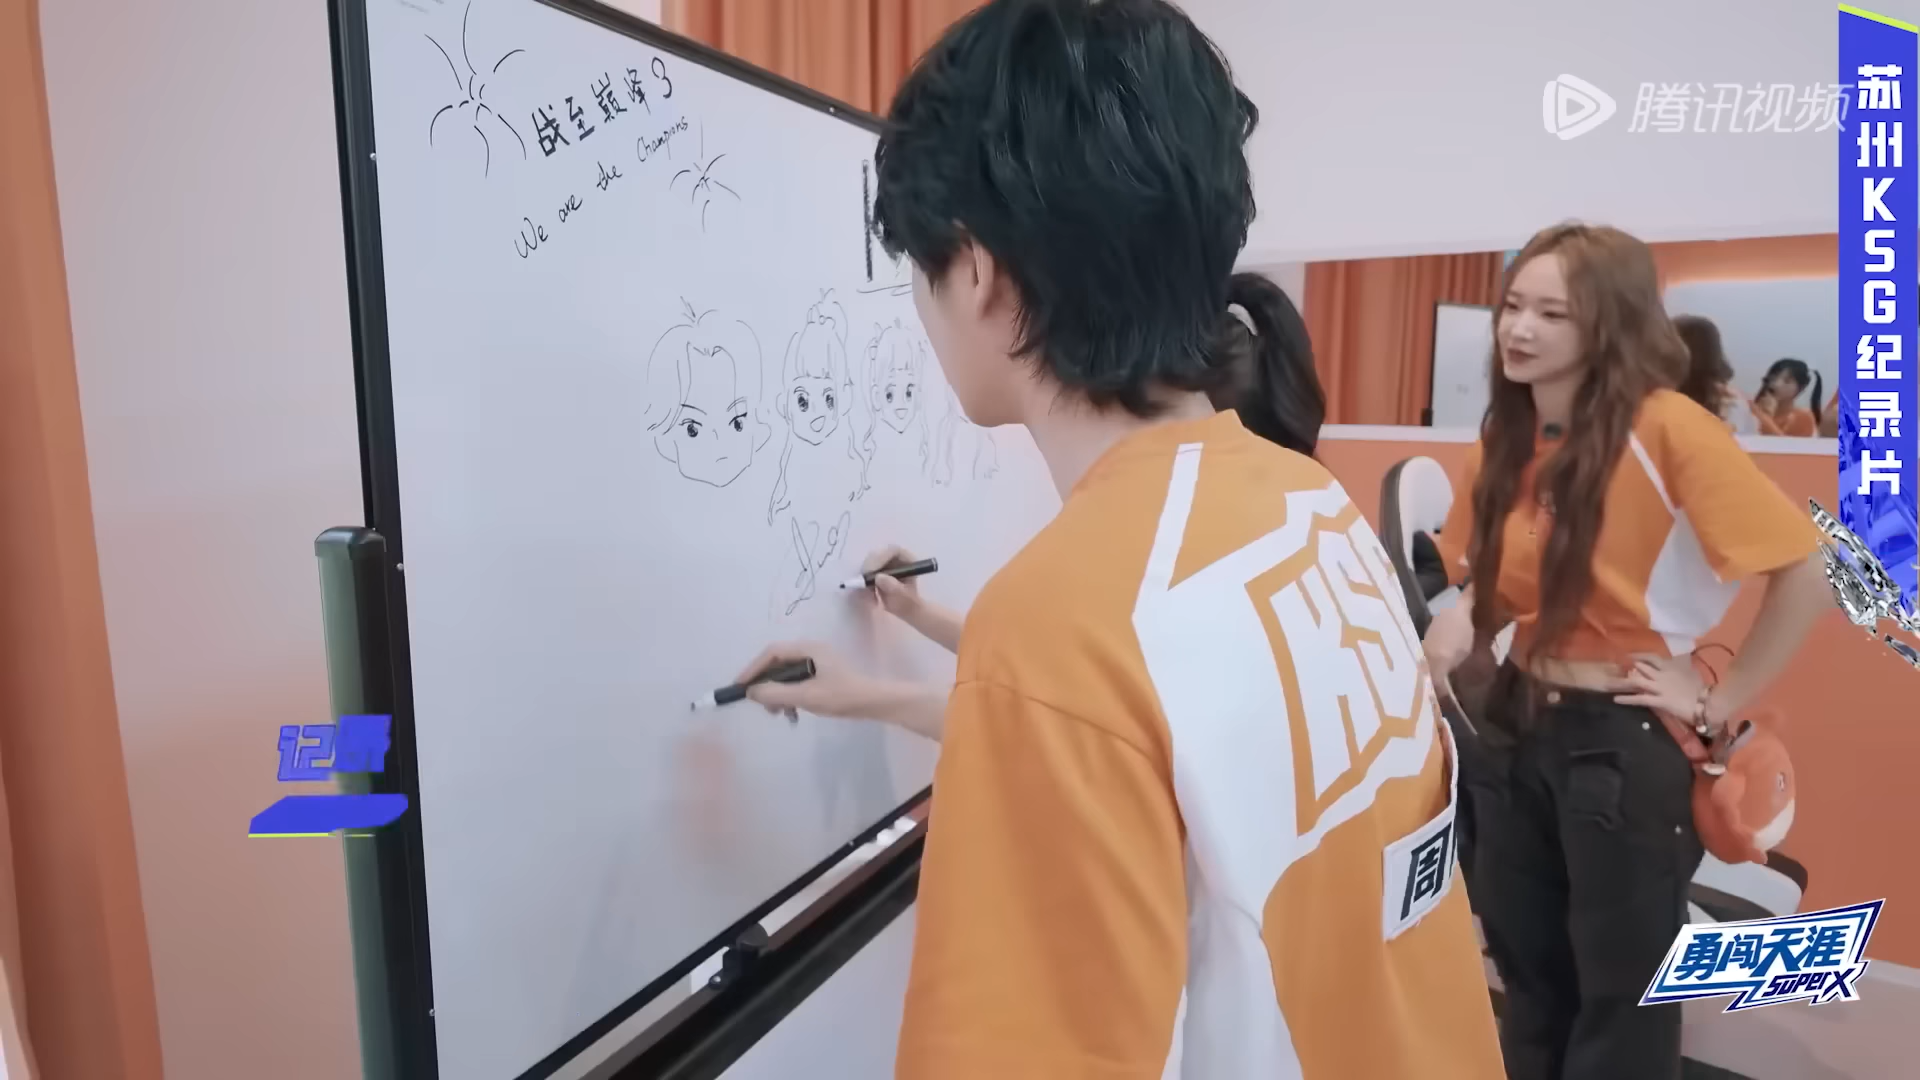 战至巅峰3
We are the Champions
腾讯视频
苏州KSG纪录片
KSG
周
勇闯天涯
SuperX